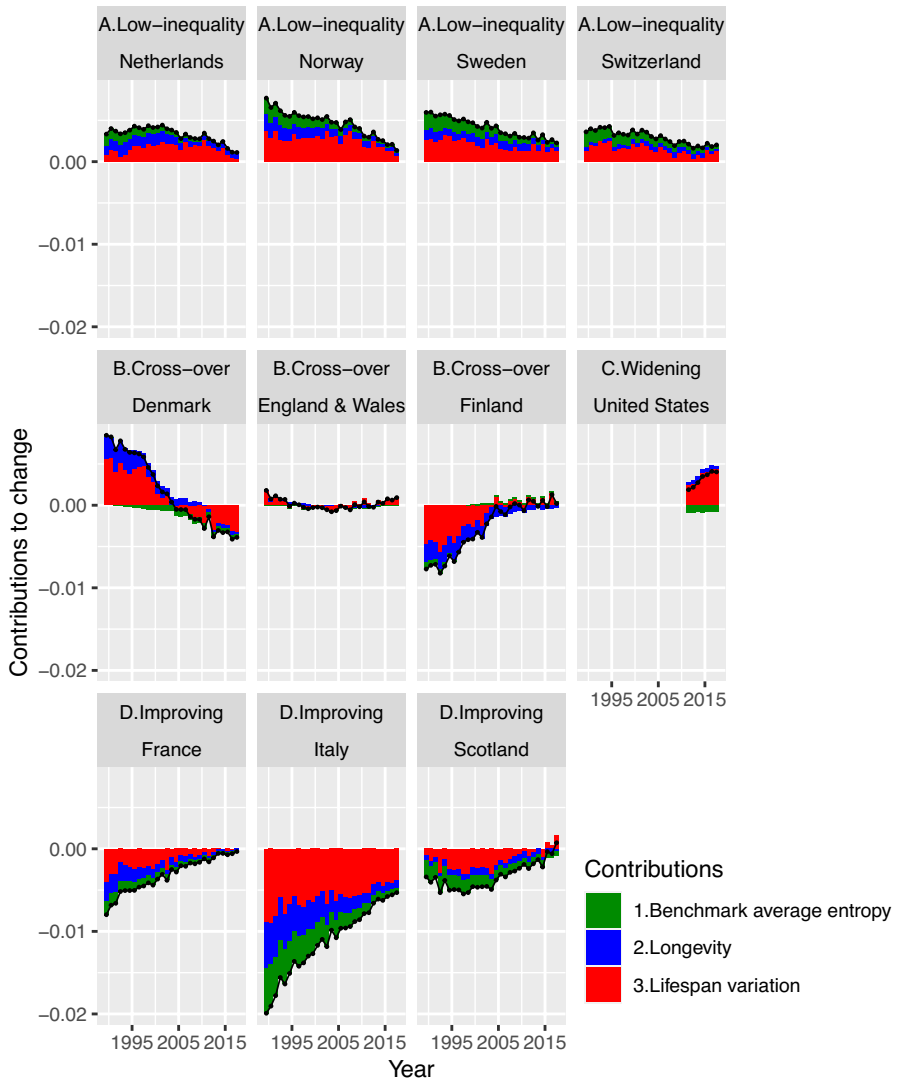 A.Low−inequality
Netherlands
A.Low−inequality
Norway
A.Low−inequality
Sweden
A.Low−inequality
Switzerland
0.00
−0.01
−0.02
B.Cross−over
Denmark
B.Cross−over
England & Wales
B.Cross−over
Finland
C.Widening
United States
0.00
−0.01
−0.02
1995 2005 2015
D.Improving
France
D.Improving
Italy
D.Improving
Scotland
0.00
−0.01
−0.02
1995 2005 2015
1995 2005 2015
1995 2005 2015
Year
Contributions to change
Contributions
1.Benchmark average entropy
2.Longevity
3.Lifespan variation